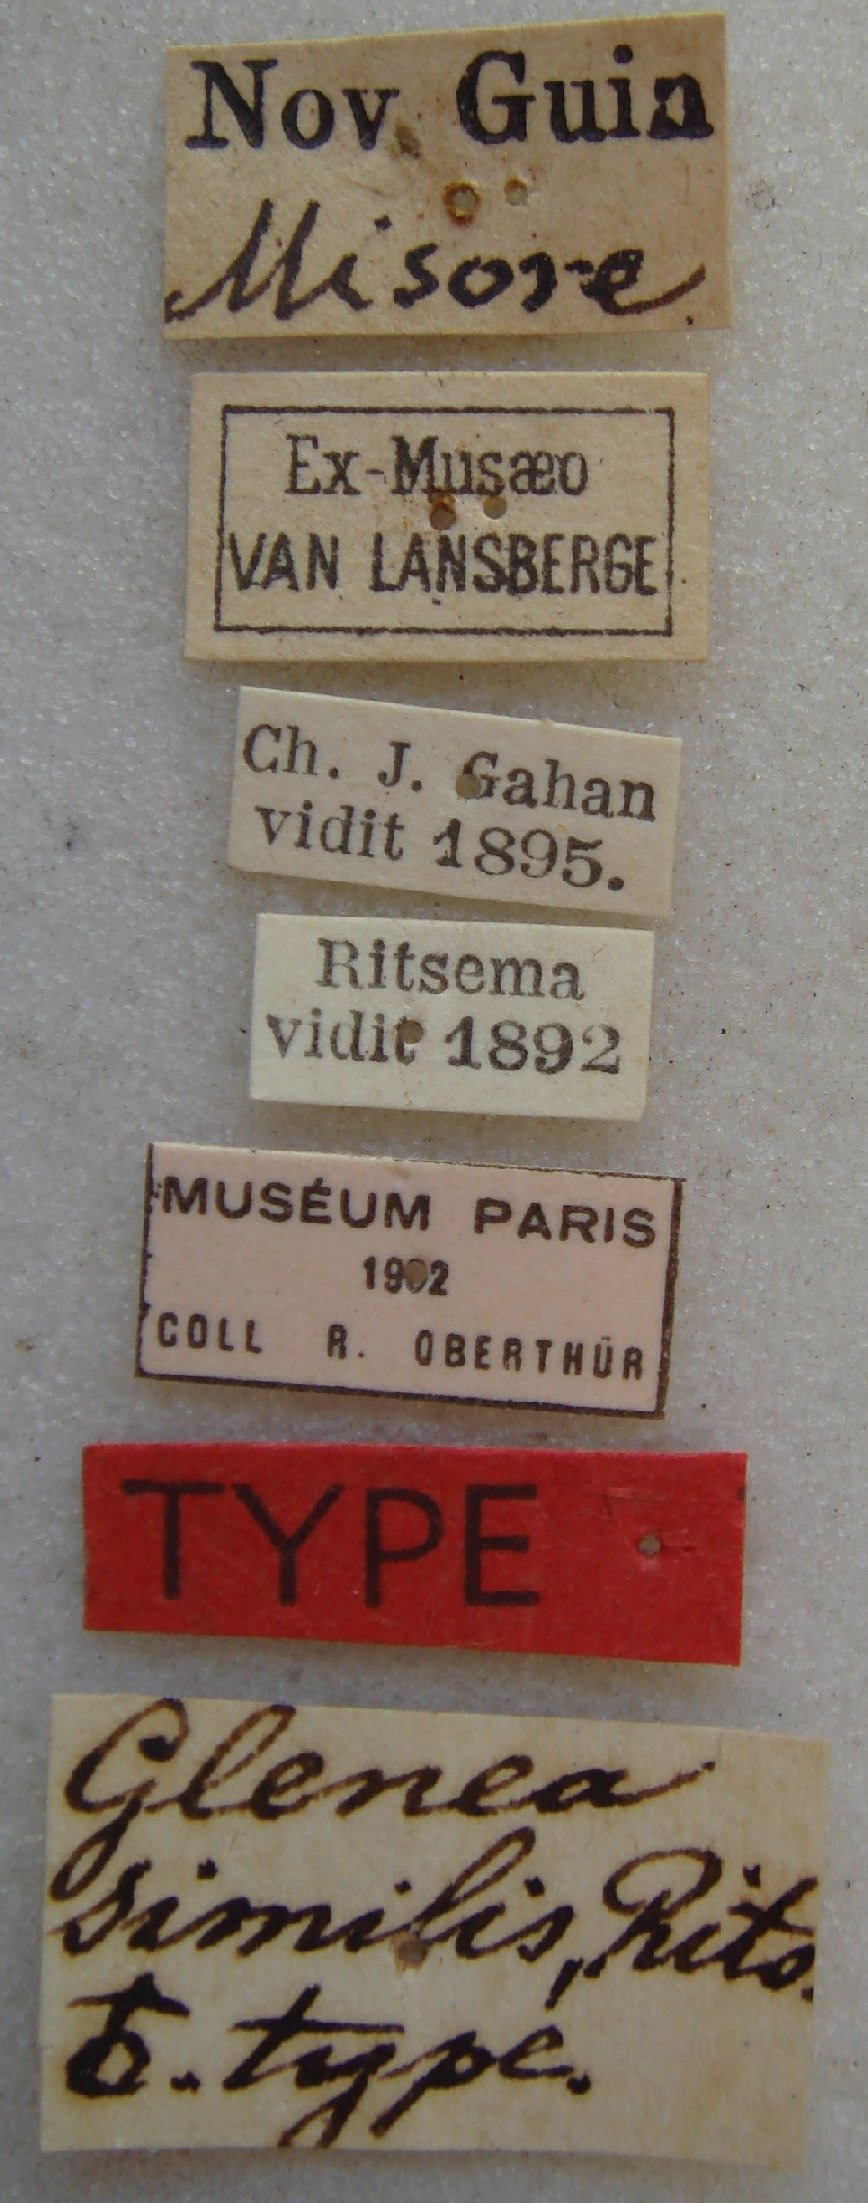 Nov. Guin
Misore.
Ex-Musæo
VAN LANSBERGE
Ch. J. Gahan
vidit 1895.
Ritsema
vidit 1892
MUSÉUM PARIS
1952
COLL R. OBERTHÜR
TYPE
Glenea
similis, Rits.
♂. type.